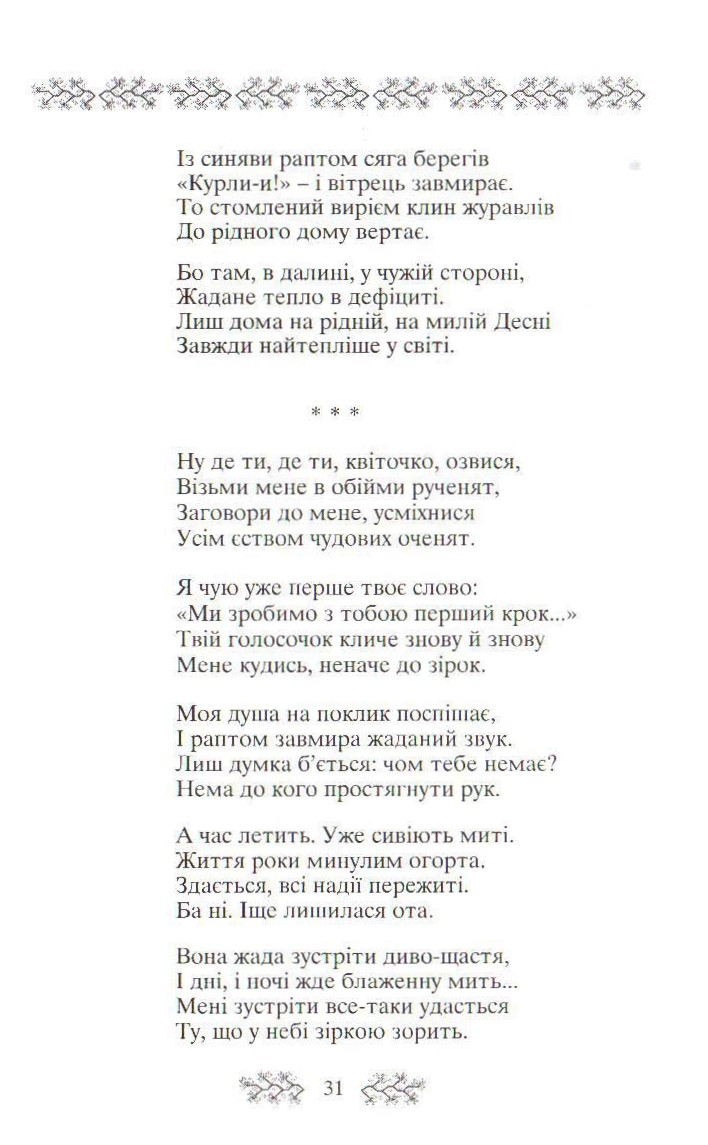 Із синяви раптом сяга берегів
«Курли-и!» – і вітрець завмирає.
То стомлений вирієм клин журавлів
До рідного дому вертає.
Бо там, в далині, у чужій стороні,
Жадане тепло в дефіциті.
Лиш дома на рідній, на милій Десні
Завжди найтепліше у світі.
* * *
Ну де ти, де ти, квіточко, озвися,
Візьми мене в обійми рученят,
Заговори до мене, усміхнися
Усім єством чудових оченят.
Я чую уже перше твоє слово:
«Ми зробимо з тобою перший крок...»
Твій голосочок кличе знову й знову
Мене кудись, неначе до зірок.
Моя душа на поклик поспішає,
І раптом завмира жаданий звук.
Лиш думка б’ється: чом тебе немає?
Нема до кого простягнути рук.
А час летить. Уже сивіють миті.
Життя роки минулим огорта.
Здається, всі надії пережиті.
Ба ні. Іще лишилася ота.
Вона жада зустріти диво-щастя,
І дні, і ночі жде блаженну мить...
Мені зустріти все-таки удасться
Ту, що у небі зіркою зорить.
31